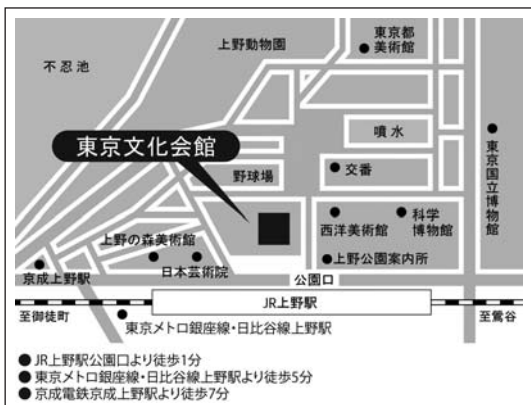 上野動物園
東京都
美術館
不忍池
噴水
東京文化会館
交番
東京国立博物館
野球場
西洋美術館
科学
博物館
上野の森美術館
日本芸術院
上野公園案内所
京成上野駅
公園口
JR上野駅
至御徒町
至鶯谷
東京メトロ銀座線・日比谷線上野駅
●JR上野駅公園口より徒歩1分
●東京メトロ銀座線・日比谷線上野駅より徒歩5分
●京成電鉄京成上野駅より徒歩7分